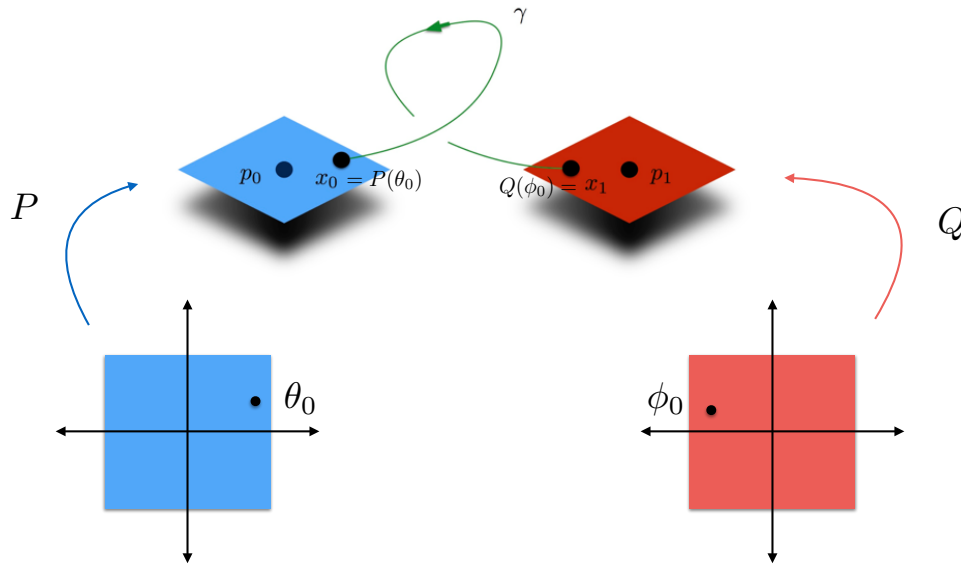 γ
p₀
x₀ = P(θ₀)
Q(ϕ₀) = x₁
p₁
P
Q
θ₀
ϕ₀